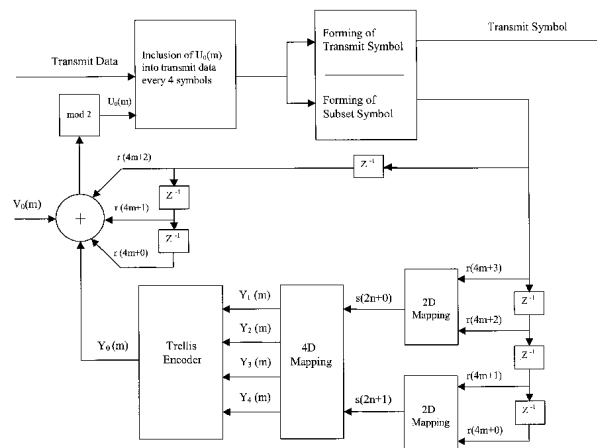 Transmit Symbol
Transmit Data
Inclusion of U₀(m)
into transmit data
every 4 symbols
Forming of
Transmit Symbol
Forming of
Subset Symbol
U₀(m)
mod 2
r (4m+2)
Z⁻¹
Z⁻¹
V₀(m)
+
r (4m+1)
Z⁻¹
r (4m+0)
r(4m+3)
s(2n+0)
2D
Mapping
Z⁻¹
r(4m+2)
Y₁ (m)
Y₂ (m)
Y₀ (m)
Trellis
Encoder
4D
Mapping
Y₃ (m)
Y₄ (m)
Z⁻¹
r(4m+1)
s(2n+1)
2D
Mapping
Z⁻¹
r(4m+0)